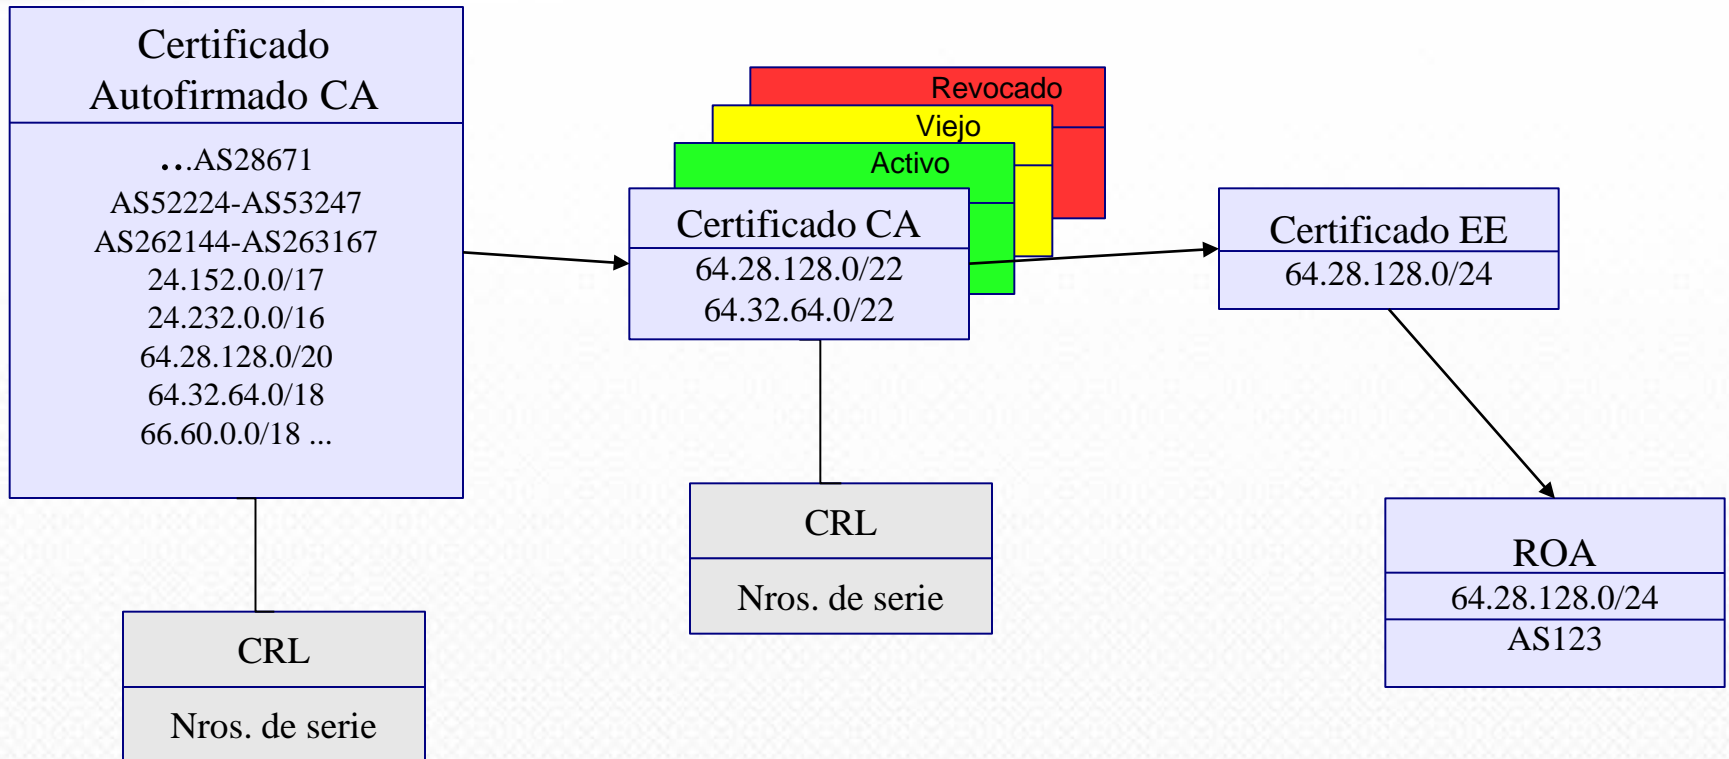 Certificado
Autofirmado CA
...AS28671
AS52224-AS53247
AS262144-AS263167
24.152.0.0/17
24.232.0.0/16
64.28.128.0/20
64.32.64.0/18
66.60.0.0/18 ...
CRL
Nros. de serie
Revocado
Viejo
Activo
Certificado CA
64.28.128.0/22
64.32.64.0/22
CRL
Nros. de serie
Certificado EE
64.28.128.0/24
ROA
64.28.128.0/24
AS123